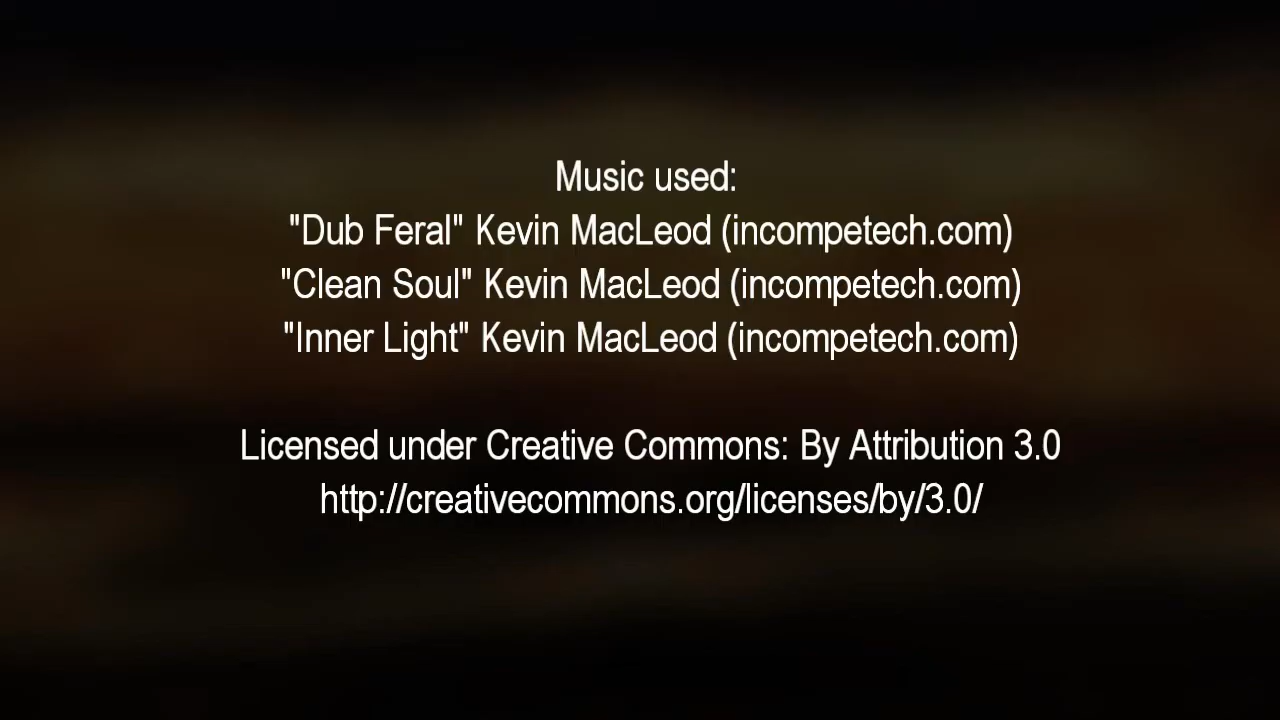 Music used:
"Dub Feral" Kevin MacLeod (incompetech.com)
"Clean Soul" Kevin MacLeod (incompetech.com)
"Inner Light" Kevin MacLeod (incompetech.com)
Licensed under Creative Commons: By Attribution 3.0
http://creativecommons.org/licenses/by/3.0/